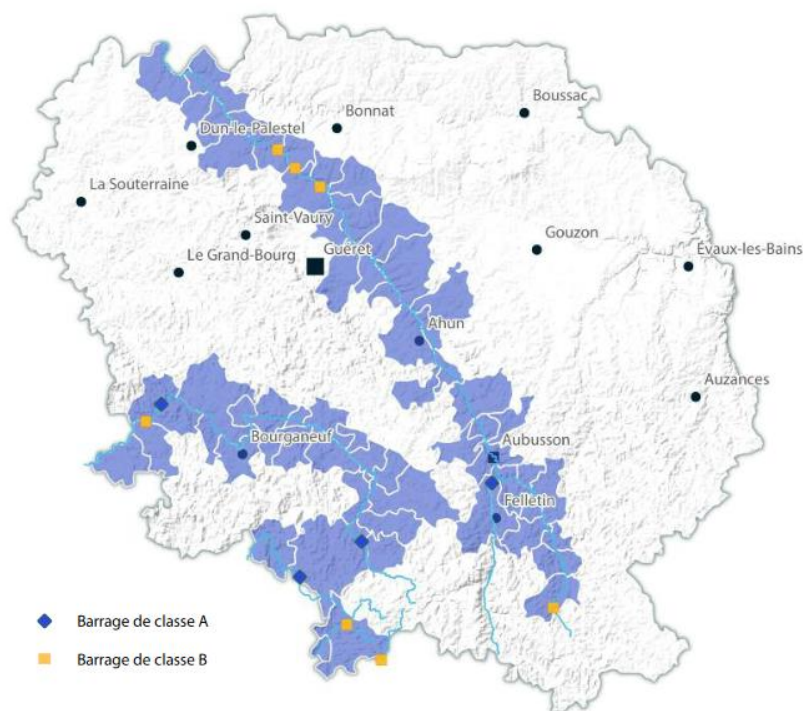 Boussac
Bonnat
Dun-le-Palestel
La Souterraine
Saint-Vaury
Gouzon
Guéret
Le Grand-Bourg
Évaux-les-Bains
Ahun
Auzances
Bourganeuf
Aubusson
Felletin
Barrage de classe A
Barrage de classe B